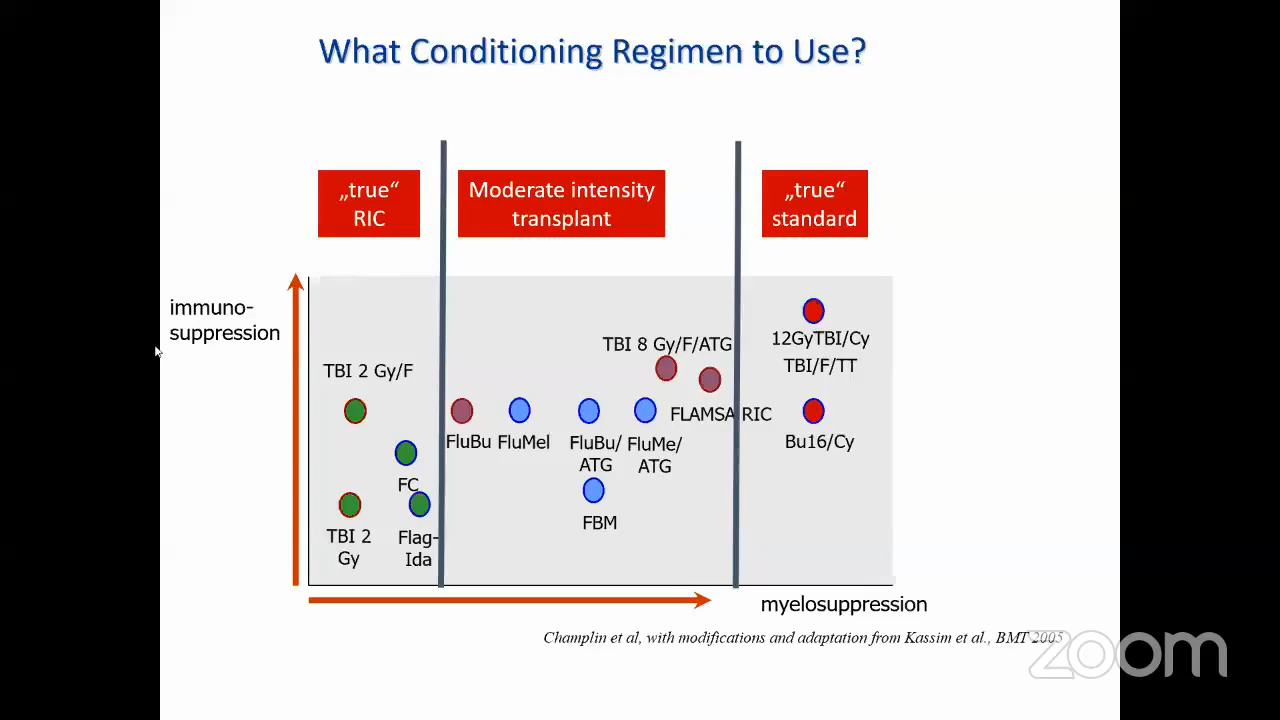 What Conditioning Regimen to Use?
„true“
RIC
Moderate intensity
transplant
„true“
standard
immuno-
suppression
TBI 2 Gy/F
FC
TBI 2
Gy
Flag-
Ida
FluBu
FluMel
FluBu/
ATG
FluMe/
ATG
FBM
TBI 8 Gy/F/ATG
FLAMSA RIC
12GyTBI/Cy
TBI/F/TT
Bu16/Cy
myelosuppression
Champlin et al, with modifications and adaptation from Kassim et al., BMT 2005
zoom